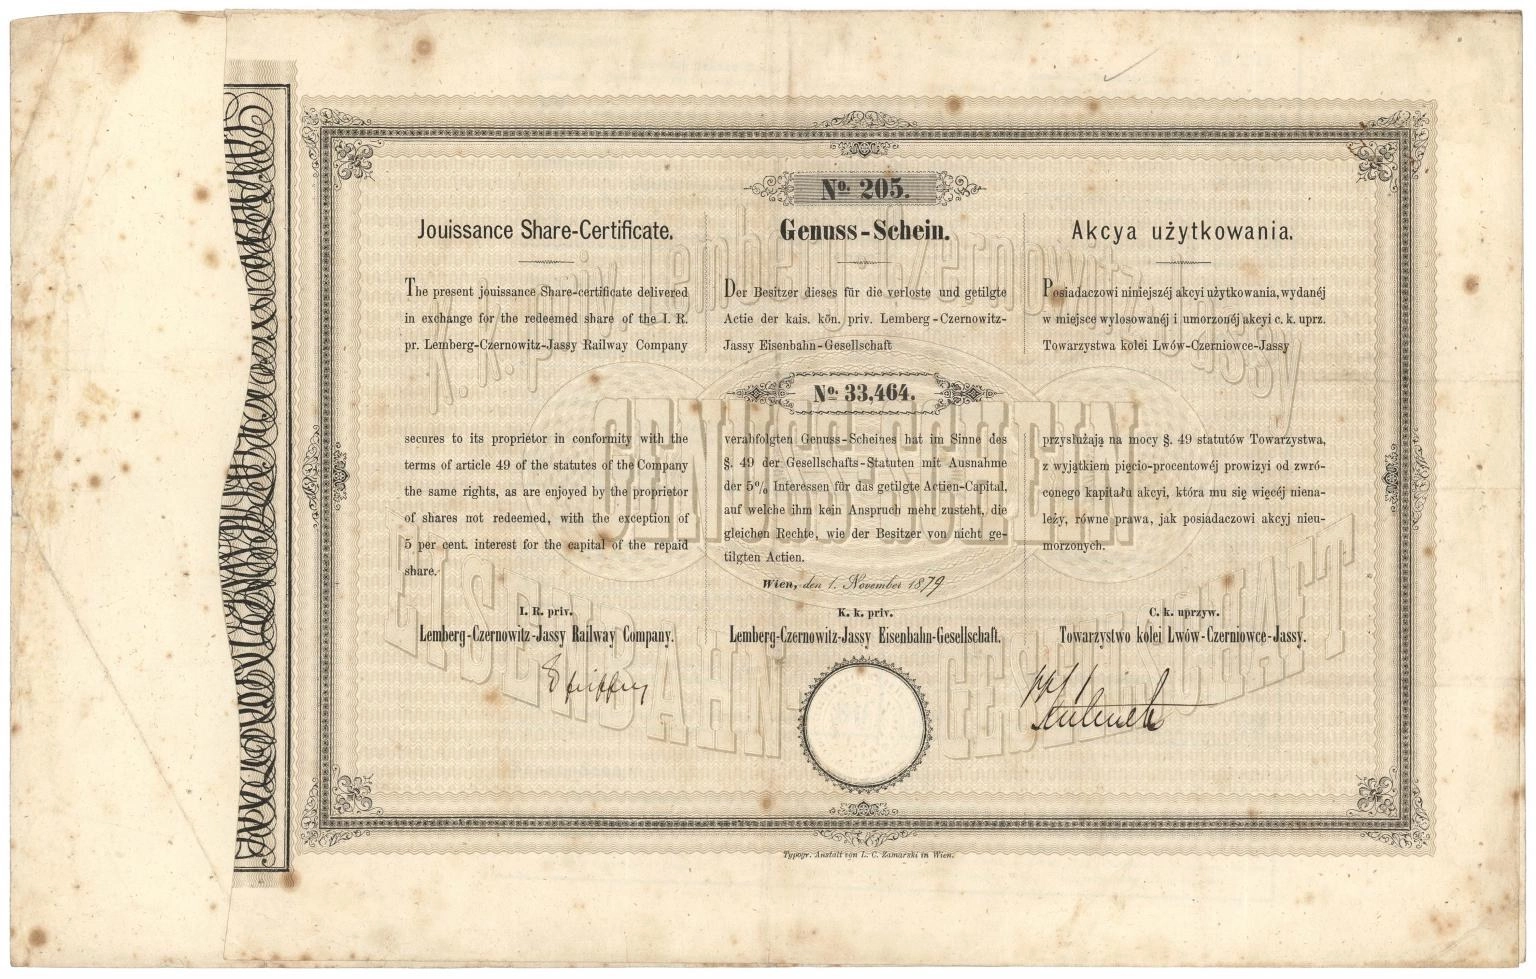 No. 205.
Jouissance Share-Certificate.
The present jouissance Share-certificate delivered
in exchange for the redeemed share of the I. R.
pr. Lemberg-Czernowitz-Jassy Railway Company
Genuss-Schein.
Der Besitzer dieses für die verloste und getilgte
Actie der kais. kön. priv. Lemberg-Czernowitz-
Jassy Eisenbahn-Gesellschaft
Akcya użytkowania.
Posiadaczowi niniejszéj akcyi użytkowania, wydanéj
w miejsce wylosowanéj i umorzonéj akcyi c. k. uprz.
Towarzystwa kolei Lwów-Czerniowce-Jassy
No. 33,464.
secures to its proprietor in conformity with the
terms of article 49 of the statutes of the Company
the same rights, as are enjoyed by the proprietor
of shares not redeemed, with the exception of
5 per cent. interest for the capital of the repaid
share.
verabfolgten Genuss-Scheines hat im Sinne des
§. 49 der Gesellschafts-Statuten mit Ausnahme
der 5% Interessen für das getilgte Actien-Capital,
auf welche ihm kein Anspruch mehr zusteht, die
gleichen Rechte, wie der Besitzer von nicht ge-
tilgten Actien.
przysłużają na mocy §. 49 statutów Towarzystwa,
z wyjątkiem pięcio-procentowéj prowizyi od zwró-
conego kapitału akcyi, która mu się więcéj niena-
leży, równe prawa, jak posiadaczowi akcyj nieu-
morzonych.
Wien, den 1. November 1879
I. R. priv.
Lemberg-Czernowitz-Jassy Railway Company.
K. k. priv.
Lemberg-Czernowitz-Jassy Eisenbahn-Gesellschaft.
C. k. uprzyw.
Towarzystwo kolei Lwów-Czerniowce-Jassy.
K. k. priv. Lemberg-Czernowitz-Jassy
GENUSS-SCHEIN
EISENBAHN-GESELLSCHAFT
Typogr. Anstalt von L. C. Zamarski in Wien.